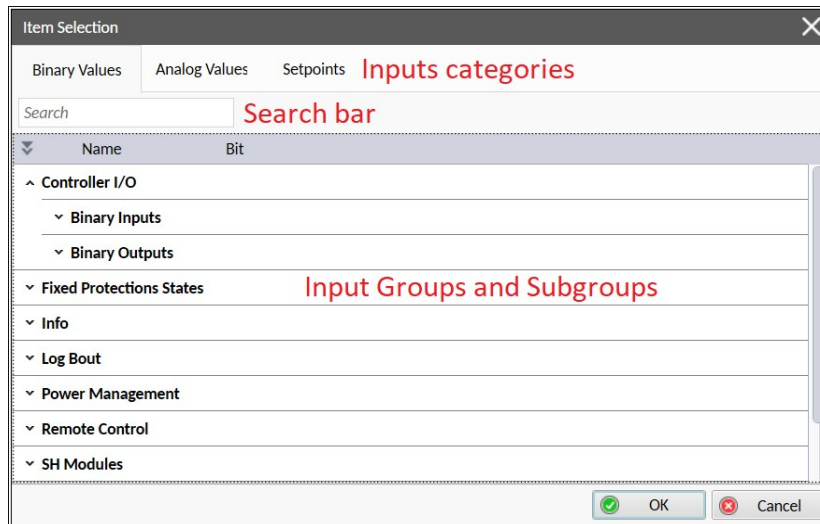 Item Selection
Binary Values Analog Values Setpoints Inputs categories
Search Search bar
Name Bit
Controller I/O
Binary Inputs
Binary Outputs
Fixed Protections States Input Groups and Subgroups
Info
Log Bout
Power Management
Remote Control
SH Modules
OK Cancel